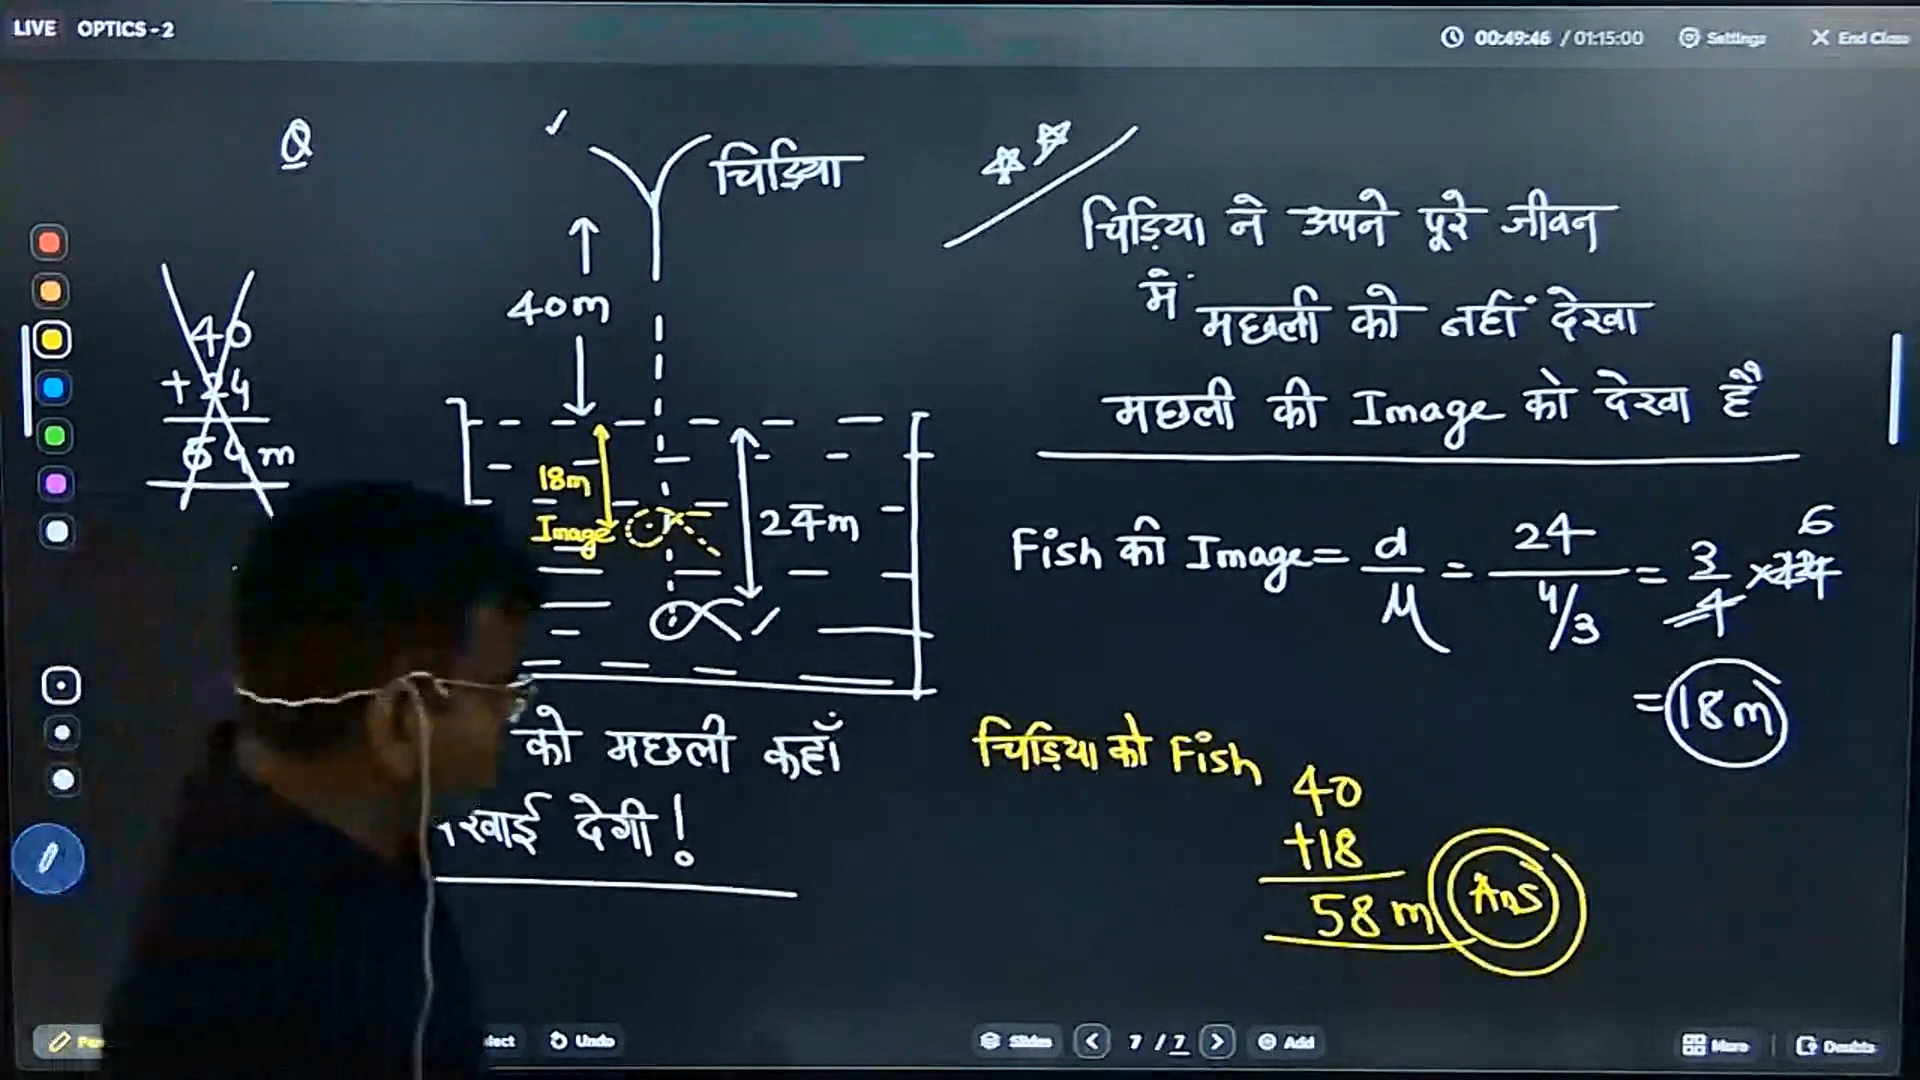 LIVE OPTICS - 2
00:49:46 / 01:15:00 Settings End Class
Q
चिड़िया
40m
40
+24
64m
18m
Image
24m
को मछली कहाँ
देगी!
चिड़िया ने अपने पूरे जीवन
में मछली को नहीं देखा
मछली की Image को देखा है
Fish की Image = d/μ = 24/4/3 = 3/4 × 24 6
= 18m
चिड़िया को Fish
40
+18
58 m Ans
Undo
Slides 7 / 7 Add
More Doubts